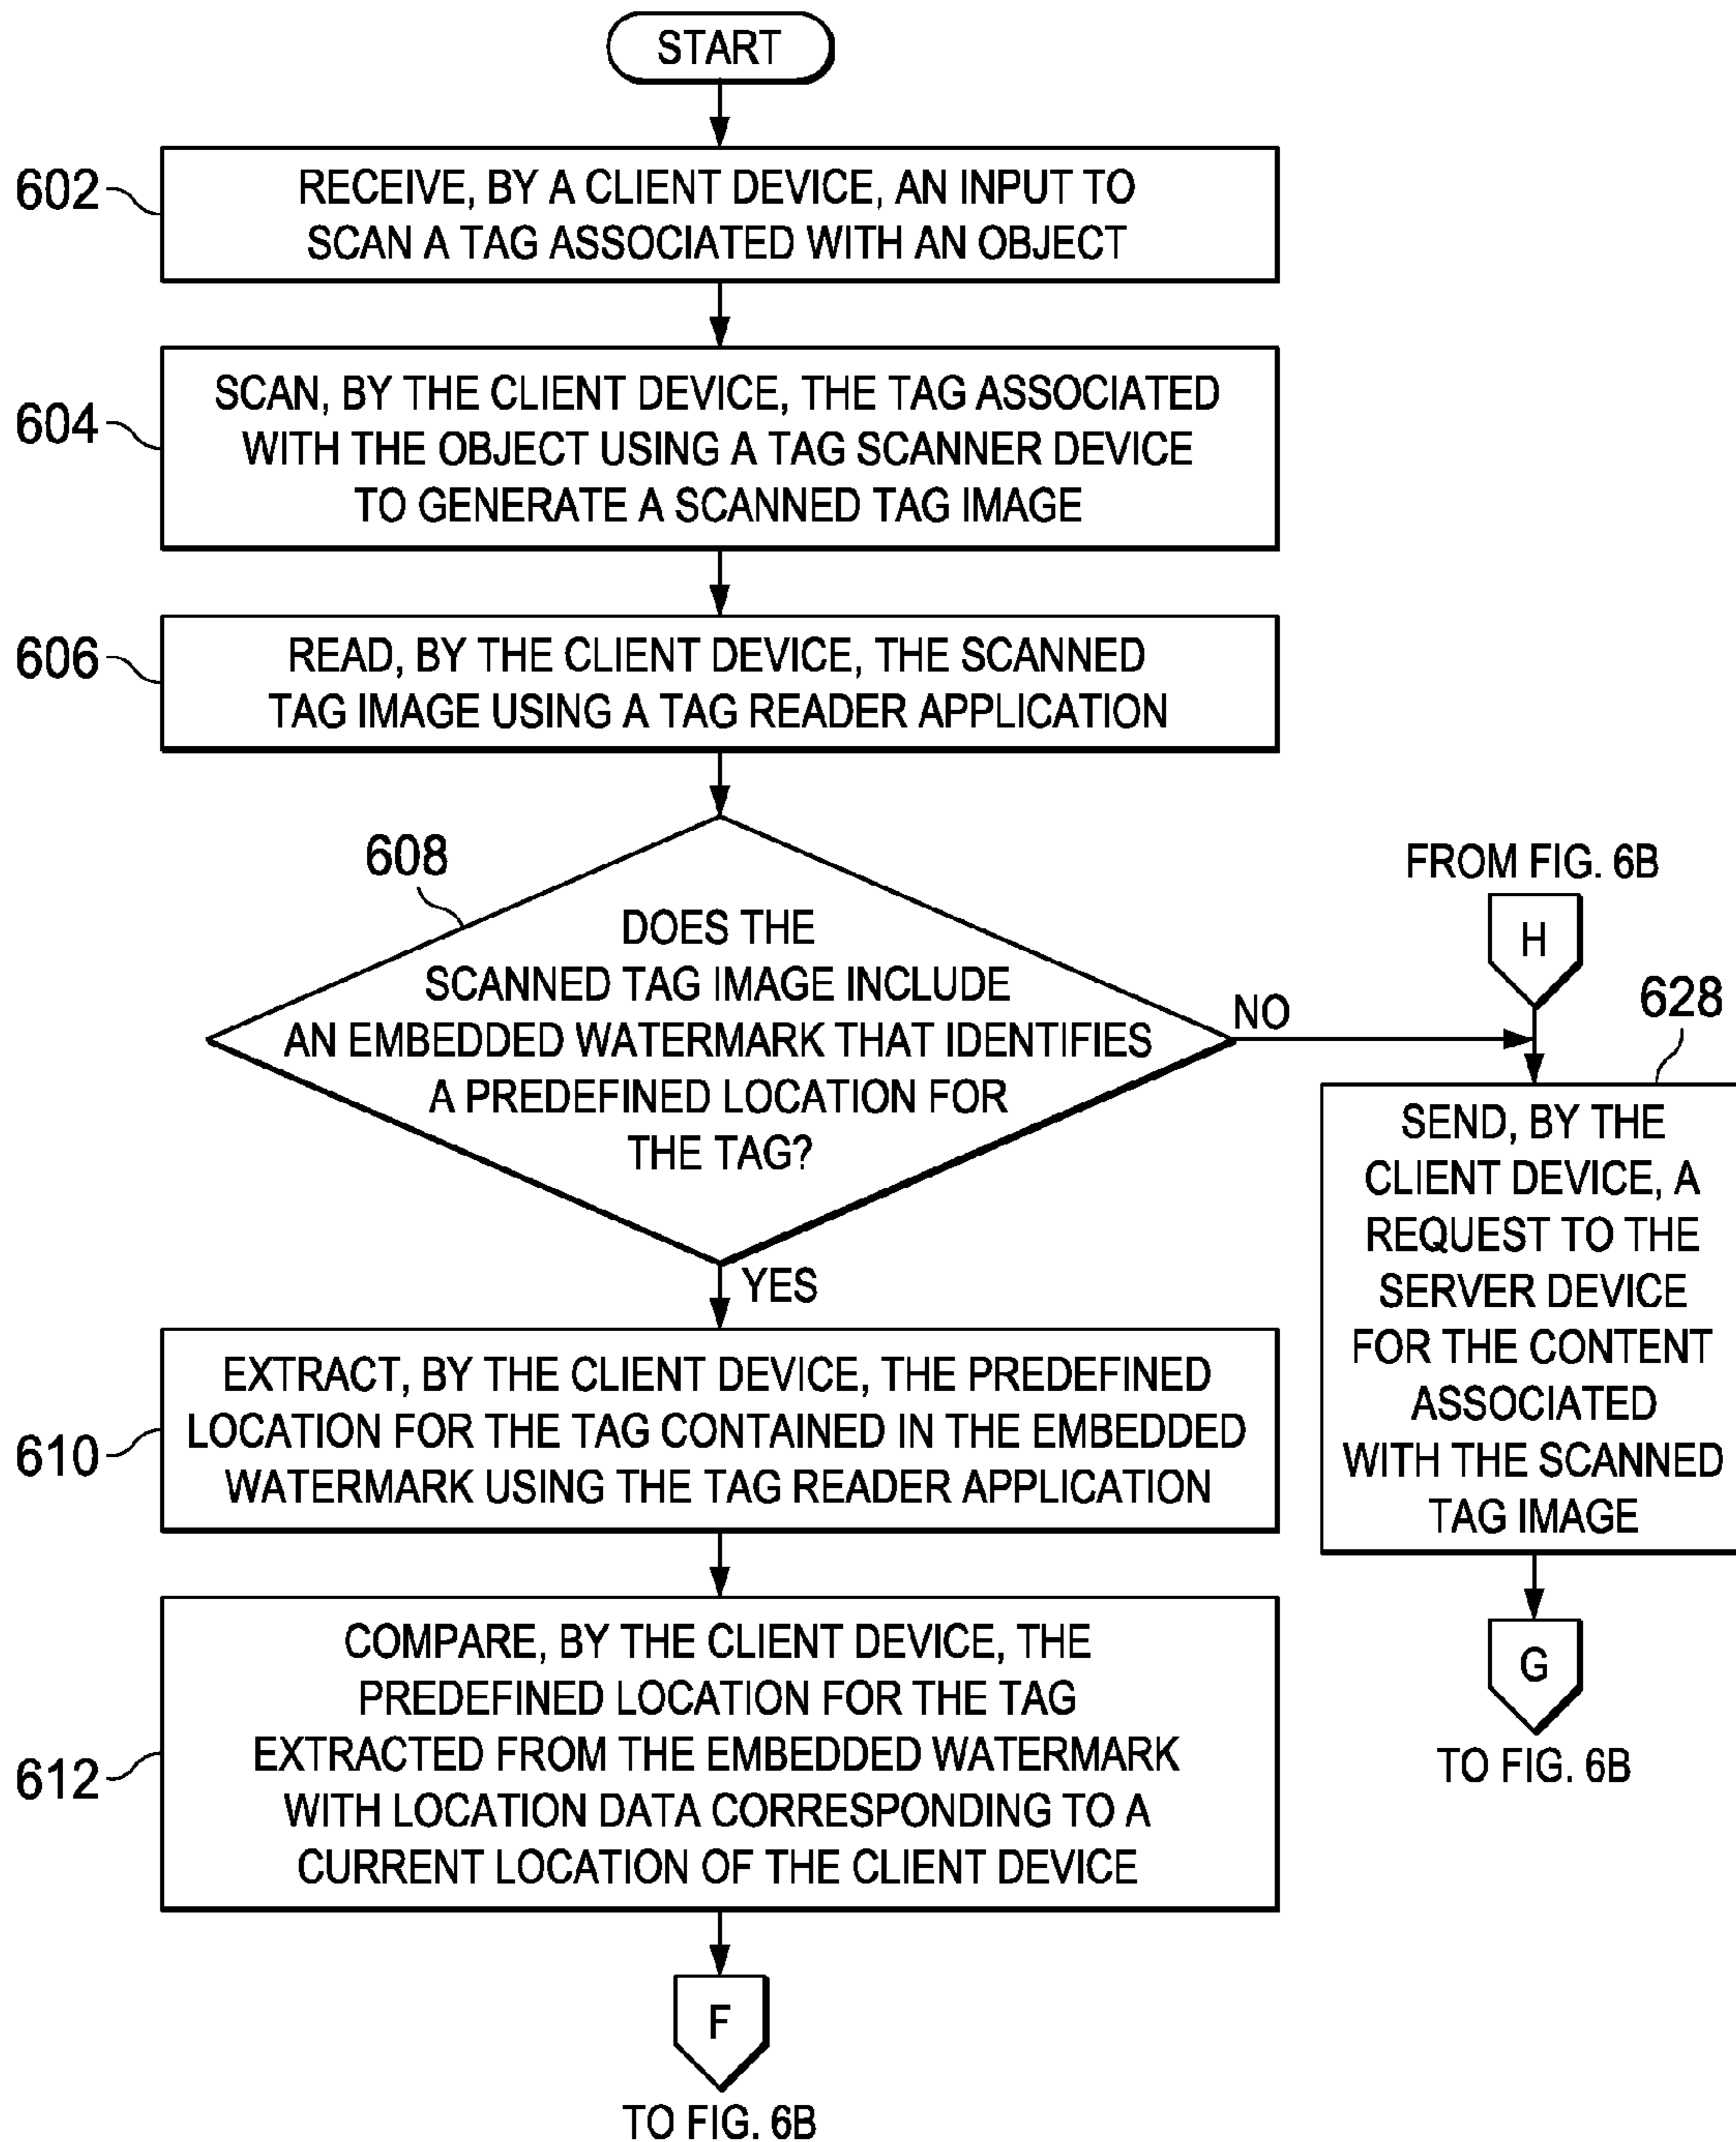 START
602
RECEIVE, BY A CLIENT DEVICE, AN INPUT TO
SCAN A TAG ASSOCIATED WITH AN OBJECT
604
SCAN, BY THE CLIENT DEVICE, THE TAG ASSOCIATED
WITH THE OBJECT USING A TAG SCANNER DEVICE
TO GENERATE A SCANNED TAG IMAGE
606
READ, BY THE CLIENT DEVICE, THE SCANNED
TAG IMAGE USING A TAG READER APPLICATION
608
DOES THE
SCANNED TAG IMAGE INCLUDE
AN EMBEDDED WATERMARK THAT IDENTIFIES
A PREDEFINED LOCATION FOR
THE TAG?
NO
YES
FROM FIG. 6B
H
628
SEND, BY THE
CLIENT DEVICE, A
REQUEST TO THE
SERVER DEVICE
FOR THE CONTENT
ASSOCIATED
WITH THE SCANNED
TAG IMAGE
G
TO FIG. 6B
610
EXTRACT, BY THE CLIENT DEVICE, THE PREDEFINED
LOCATION FOR THE TAG CONTAINED IN THE EMBEDDED
WATERMARK USING THE TAG READER APPLICATION
612
COMPARE, BY THE CLIENT DEVICE, THE
PREDEFINED LOCATION FOR THE TAG
EXTRACTED FROM THE EMBEDDED WATERMARK
WITH LOCATION DATA CORRESPONDING TO A
CURRENT LOCATION OF THE CLIENT DEVICE
F
TO FIG. 6B